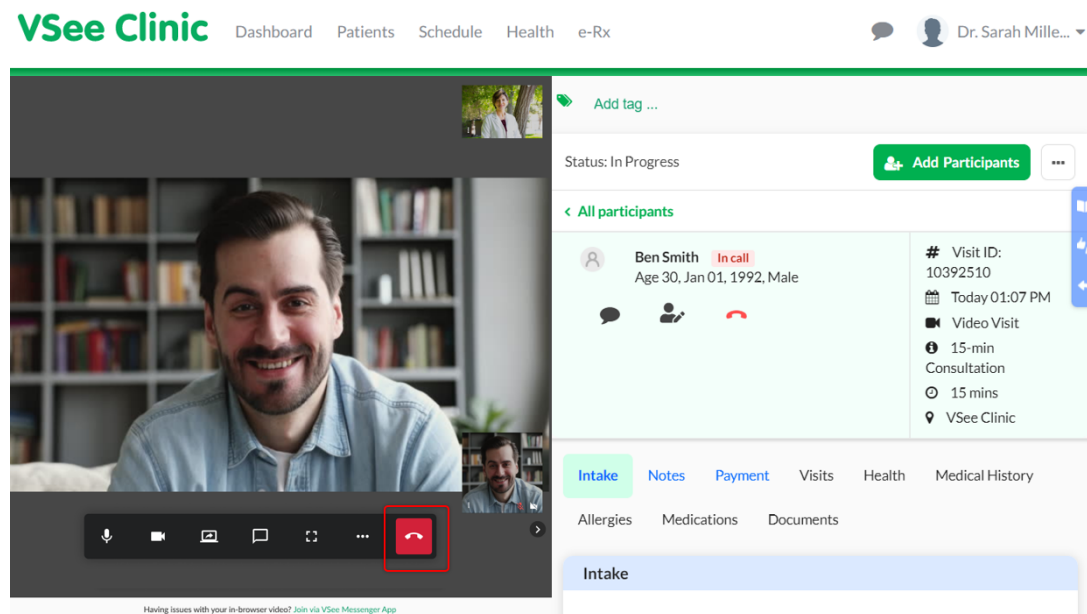 VSee Clinic
Dashboard Patients Schedule Health e-Rx
Dr. Sarah Mille...
Add tag ...
Status: In Progress
Add Participants
< All participants
Ben Smith In call
Age 30, Jan 01, 1992, Male
# Visit ID:
10392510
Today 01:07 PM
Video Visit
15-min
Consultation
15 mins
VSee Clinic
Intake Notes Payment Visits Health Medical History
Allergies Medications Documents
Intake
Having issues with your in-browser video? Join via VSee Messenger App